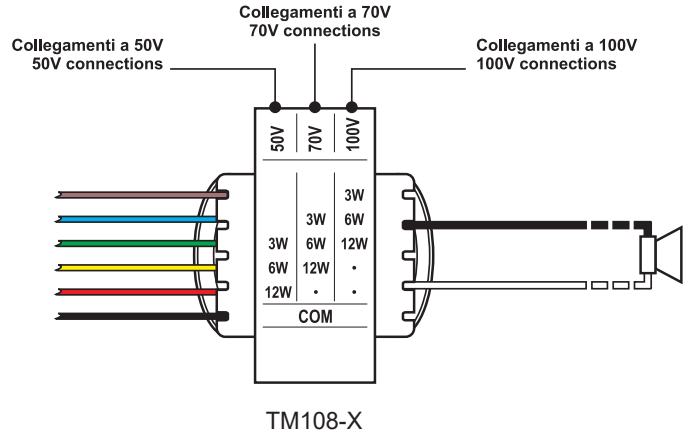 Collegamenti a 70V
70V connections
Collegamenti a 50V
50V connections
Collegamenti a 100V
100V connections
50V 70V 100V
3W
3W 6W
3W 6W 12W
6W 12W •
12W • •
COM
TM108-X